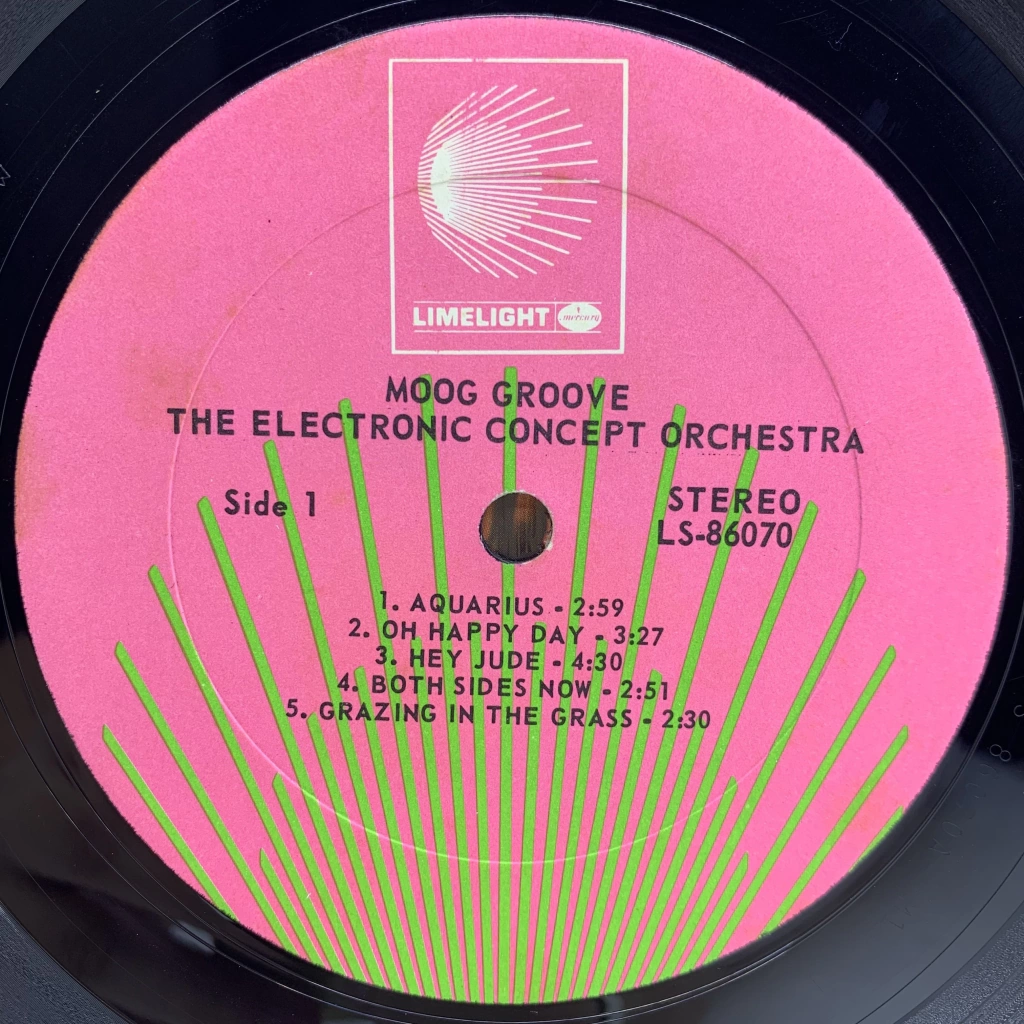 LIMELIGHT mercury
MOOG GROOVE
THE ELECTRONIC CONCEPT ORCHESTRA
Side 1
STEREO
LS-86070
1. AQUARIUS - 2:59
2. OH HAPPY DAY - 3:27
3. HEY JUDE - 4:30
4. BOTH SIDES NOW - 2:51
5. GRAZING IN THE GRASS - 2:30